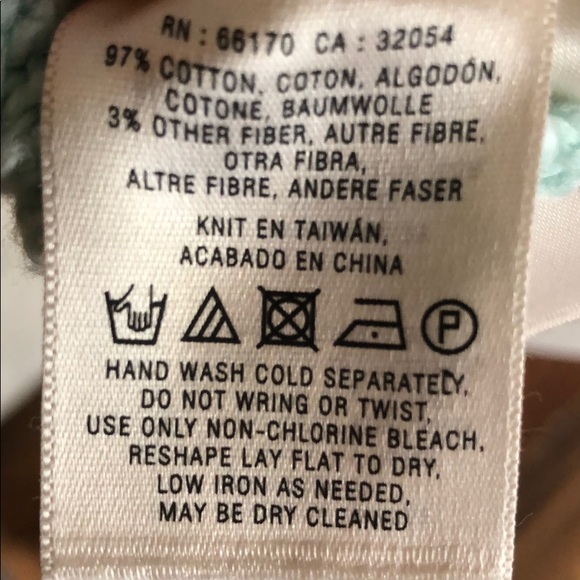 RN : 66170 CA : 32054
97% COTTON, COTON, ALGODÓN,
COTONE, BAUMWOLLE
3% OTHER FIBER, AUTRE FIBRE,
OTRA FIBRA,
ALTRE FIBRE, ANDERE FASER
KNIT EN TAIWÁN,
ACABADO EN CHINA
P
HAND WASH COLD SEPARATELY,
DO NOT WRING OR TWIST,
USE ONLY NON-CHLORINE BLEACH,
RESHAPE LAY FLAT TO DRY,
LOW IRON AS NEEDED,
MAY BE DRY CLEANED